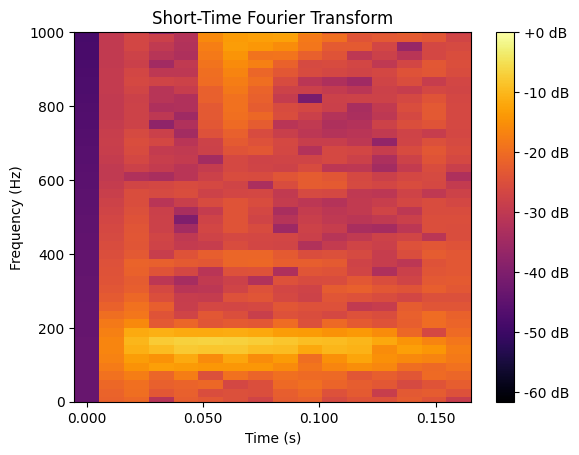 Short-Time Fourier Transform
1000
800
600
400
200
0
Frequency (Hz)
0.000
0.050
0.100
0.150
Time (s)
+0 dB
-10 dB
-20 dB
-30 dB
-40 dB
-50 dB
-60 dB